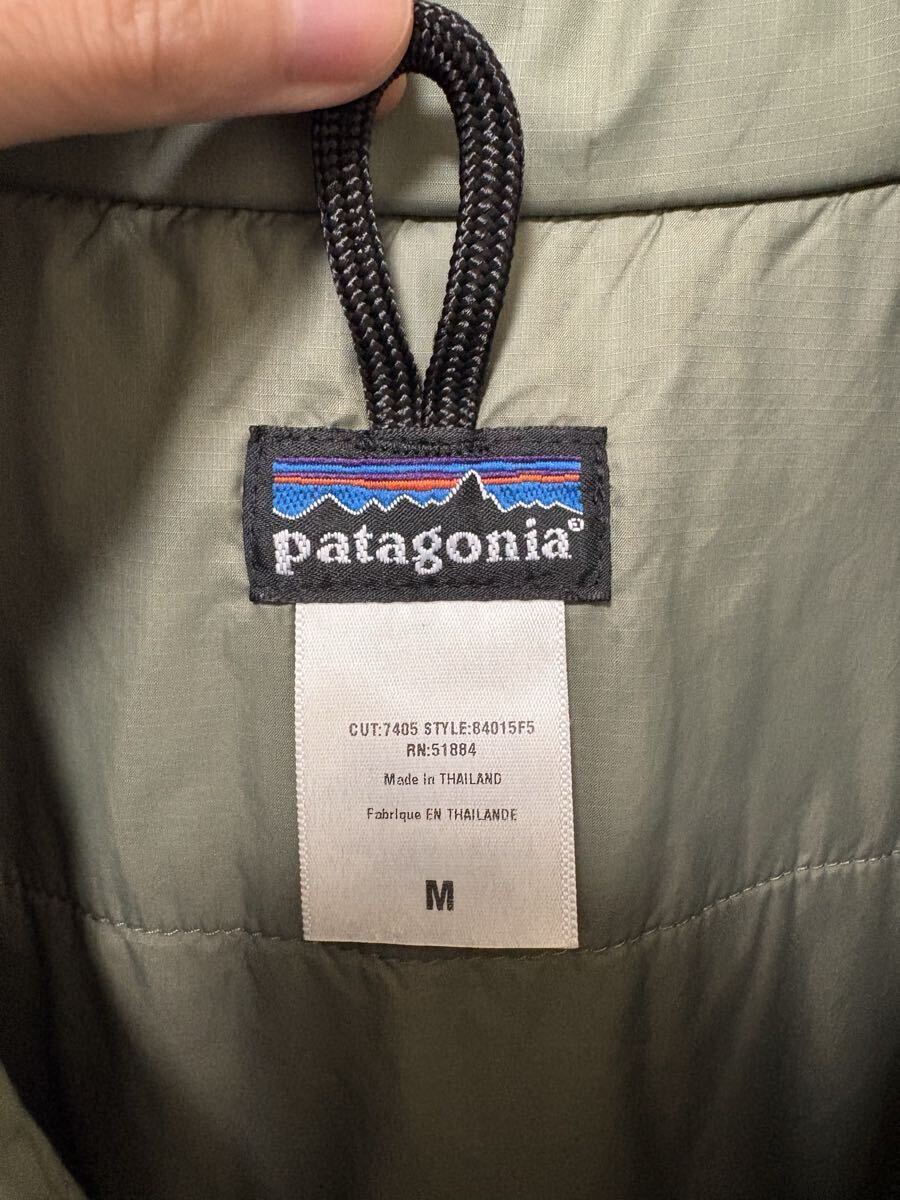 patagonia®
CUT:7405 STYLE:84015F5
RN:51884
Made in THAILAND
Fabrique EN THAILANDE
M